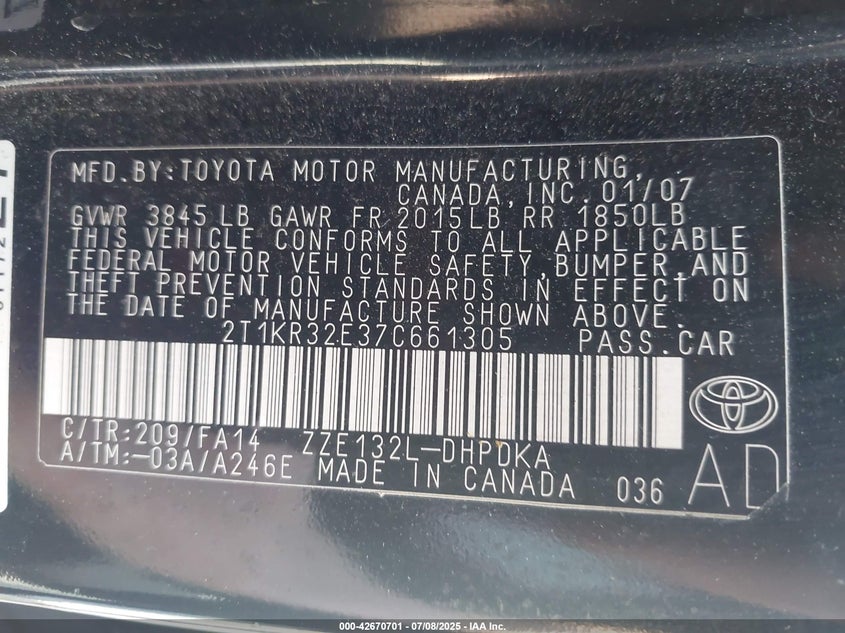 MFD.BY:TOYOTA MOTOR MANUFACTURING,
CANADA,INC. 01/07
GVWR 3845 LB GAWR FR 2015LB RR 1850LB
THIS VEHICLE CONFORMS TO ALL APPLICABLE
FEDERAL MOTOR VEHICLE SAFETY,BUMPER,AND
THEFT PREVENTION STANDARDS IN EFFECT ON
THE DATE OF MANUFACTURE SHOWN ABOVE.
2T1KR32E37C661305 PASS.CAR
C/TR:209/FA14 ZZE132L-DHPDKA
A/TM:-03A/A246E MADE IN CANADA 036 AD
000-42670701 - 07/08/2025 - IAA Inc.